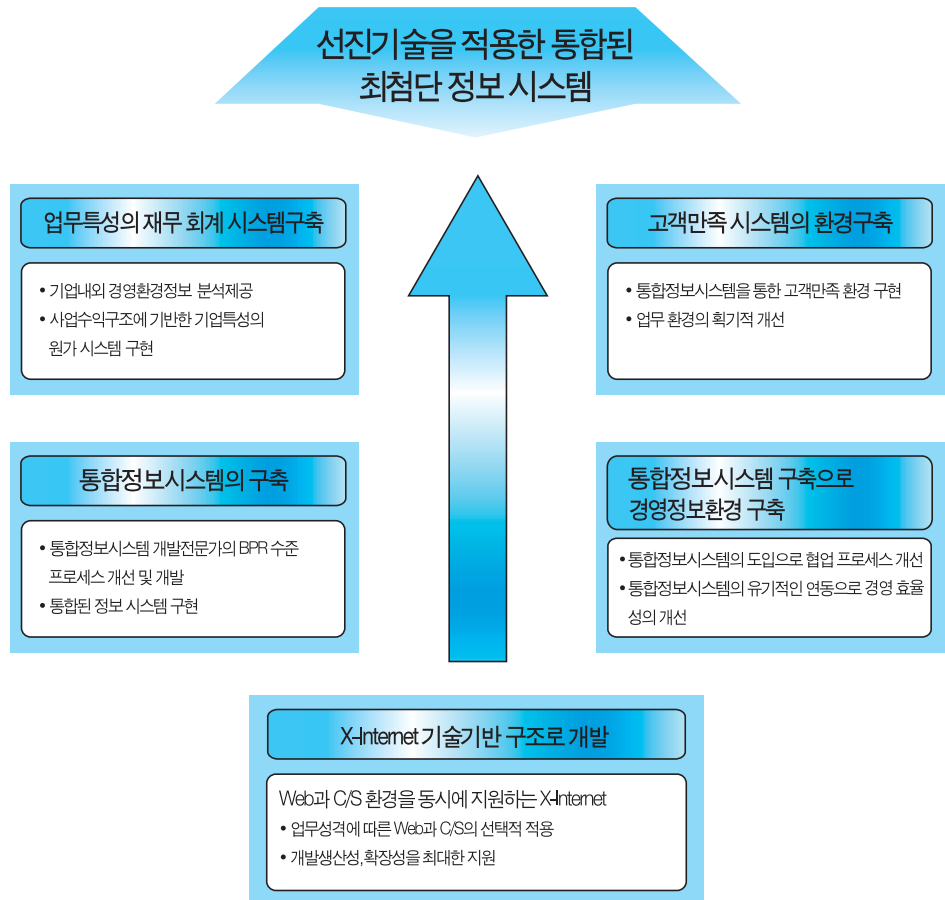 선진기술을 적용한 통합된
최첨단 정보 시스템
업무특성의 재무 회계 시스템구축
• 기업내외 경영환경정보 분석제공
• 사업수익구조에 기반한 기업특성의
원가 시스템 구현
고객만족 시스템의 환경구축
• 통합정보시스템을 통한 고객만족 환경 구현
• 업무 환경의 획기적 개선
통합정보시스템의 구축
• 통합정보시스템 개발전문가의 BPR 수준
프로세스 개선 및 개발
• 통합된 정보 시스템 구현
통합정보시스템 구축으로
경영정보환경 구축
• 통합정보시스템의 도입으로 협업 프로세스 개선
• 통합정보시스템의 유기적인 연동으로 경영 효율
성의 개선
X-Internet 기술기반 구조로 개발
Web과 C/S 환경을 동시에 지원하는 X-Internet
• 업무성격에 따른 Web과 C/S의 선택적 적용
• 개발생산성,확장성을 최대한 지원